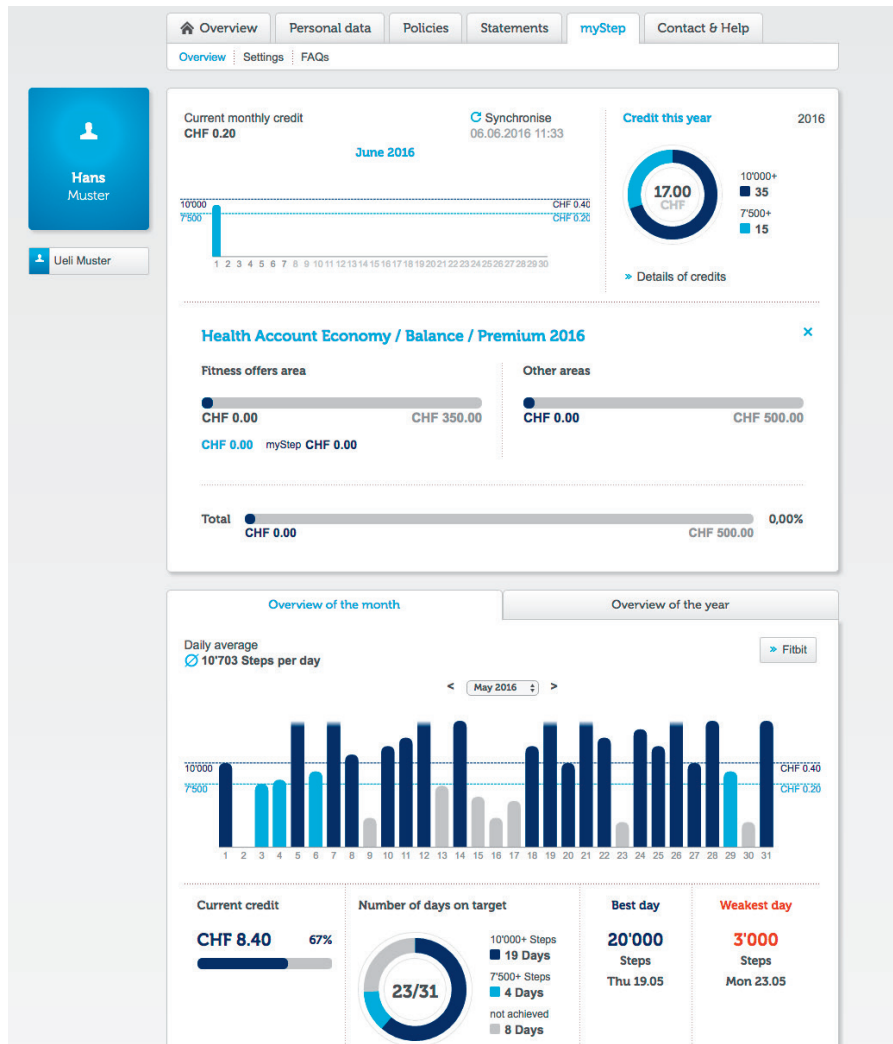 Overview Personal data Policies Statements myStep Contact & Help
Overview Settings FAQs
Hans
Muster
Ueli Muster
Current monthly credit
CHF 0.20
Synchronise
06.06.2016 11:33
June 2016
10'000 CHF 0.40
7'500 CHF 0.20
1 2 3 4 5 6 7 8 9 10 11 12 13 14 15 16 17 18 19 20 21 22 23 24 25 26 27 28 29 30
Credit this year 2016
17.00
CHF
10'000+
35
7'500+
15
» Details of credits
Health Account Economy / Balance / Premium 2016 ×
Fitness offers area
CHF 0.00 CHF 350.00
CHF 0.00 myStep CHF 0.00
Other areas
CHF 0.00 CHF 500.00
Total 0,00%
CHF 0.00 CHF 500.00
Overview of the month Overview of the year
Daily average
Ø 10'703 Steps per day
» Fitbit
< May 2016 >
10'000 CHF 0.40
7'500 CHF 0.20
1 2 3 4 5 6 7 8 9 10 11 12 13 14 15 16 17 18 19 20 21 22 23 24 25 26 27 28 29 30 31
Current credit
CHF 8.40 67%
Number of days on target
23/31
10'000+ Steps
19 Days
7'500+ Steps
4 Days
not achieved
8 Days
Best day
20'000
Steps
Thu 19.05
Weakest day
3'000
Steps
Mon 23.05